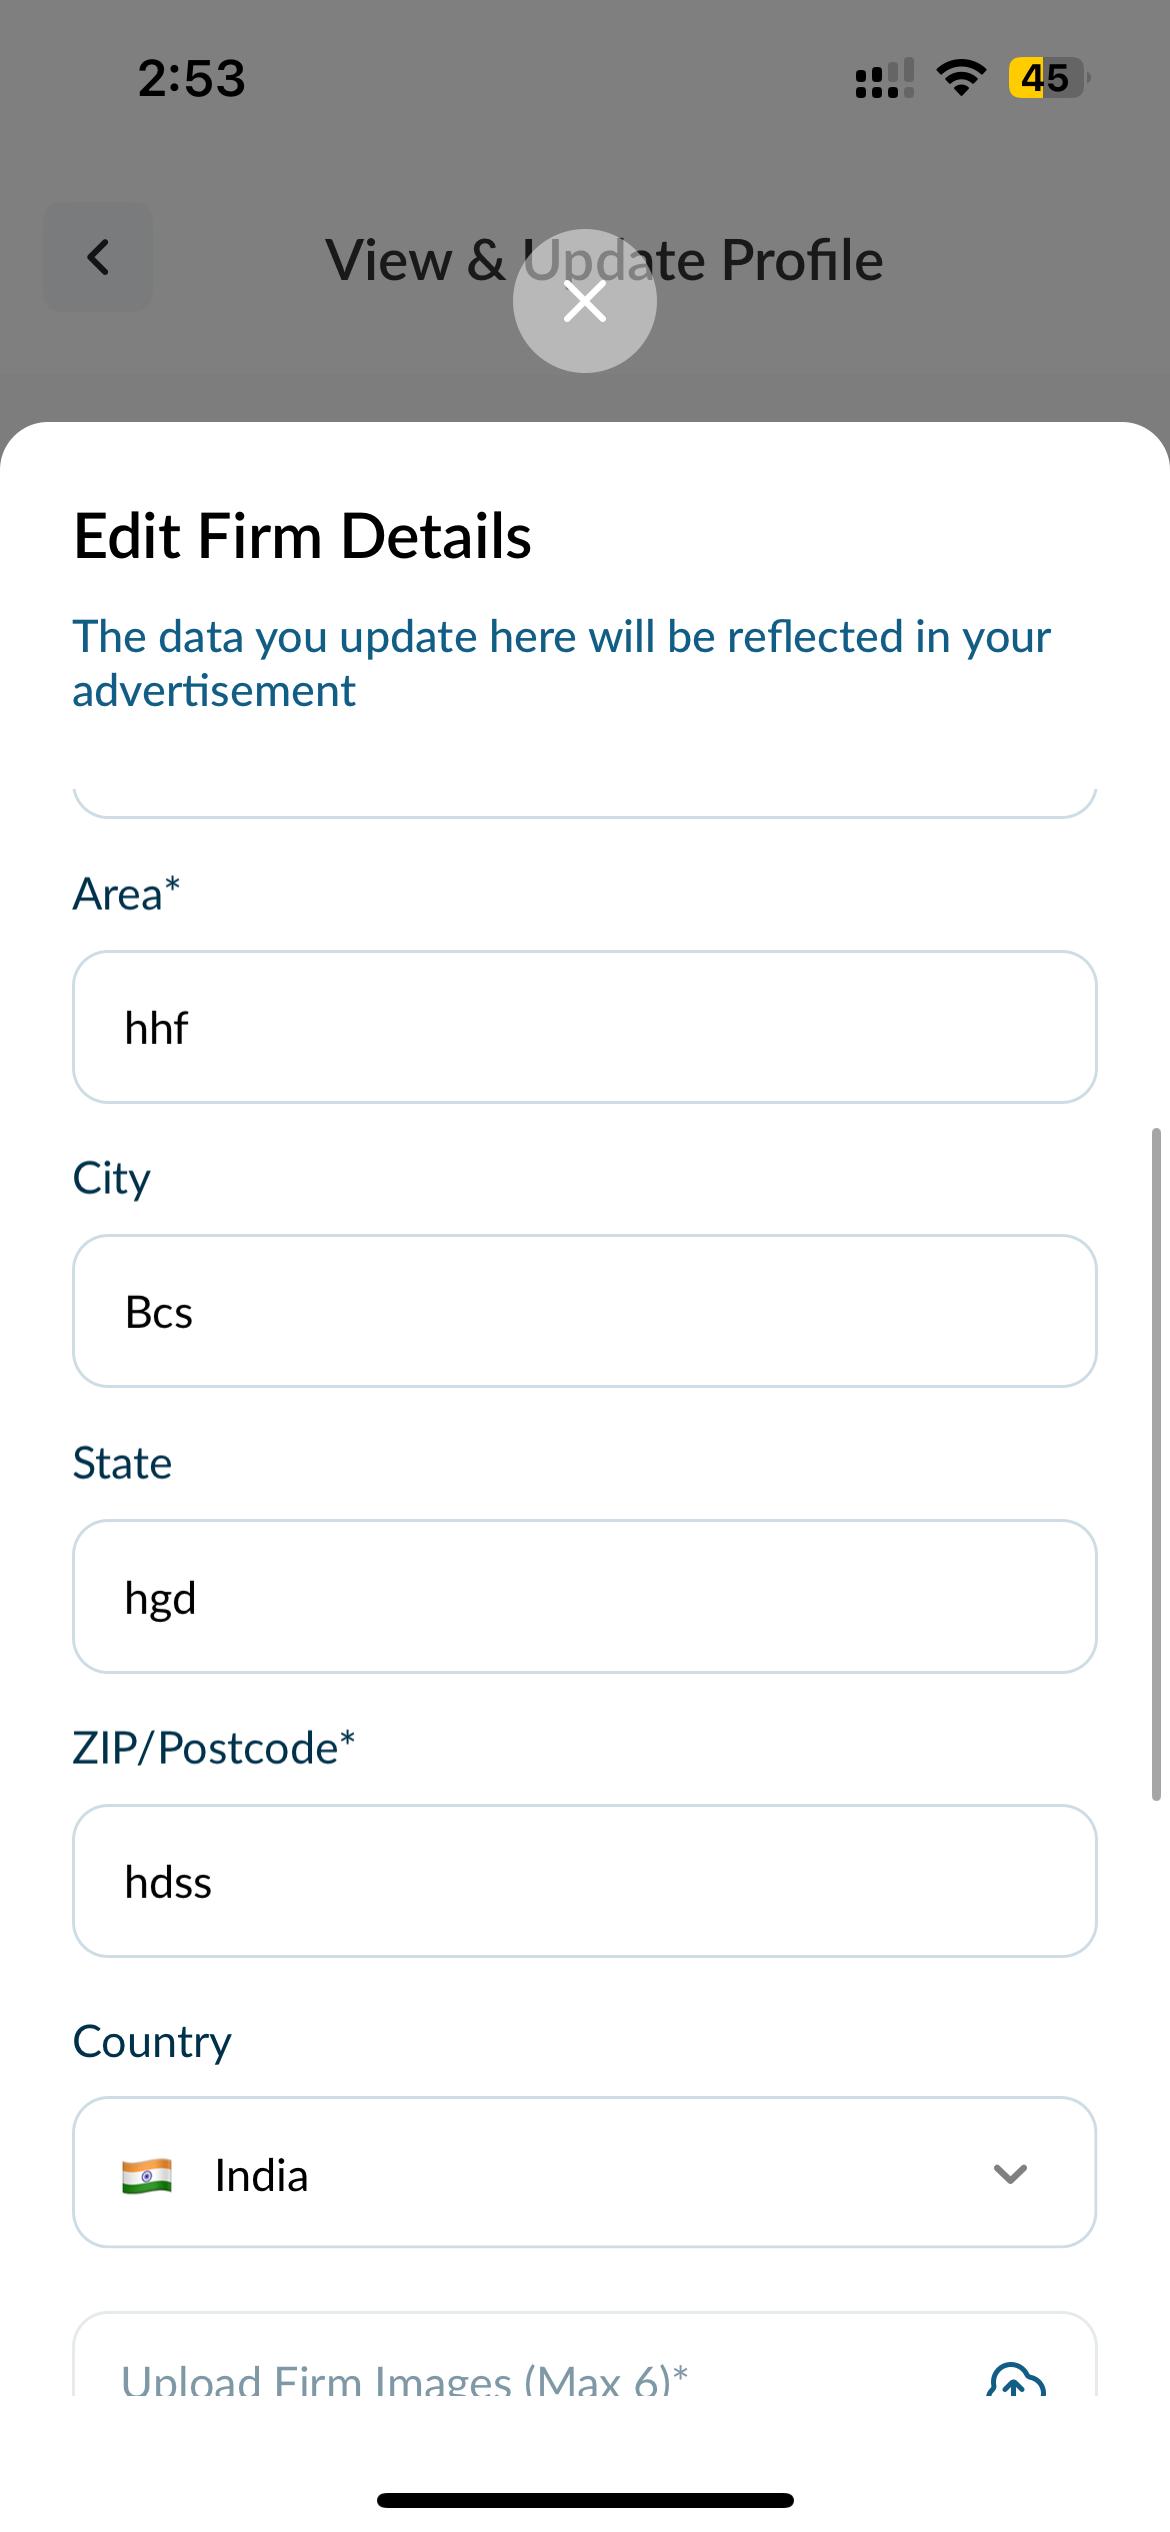 2:53
45
View & Update Profile
Edit Firm Details
The data you update here will be reflected in your
advertisement
Area*
hhf
City
Bcs
State
hgd
ZIP/Postcode*
hdss
Country
India
Upload Firm Images (Max 6)*